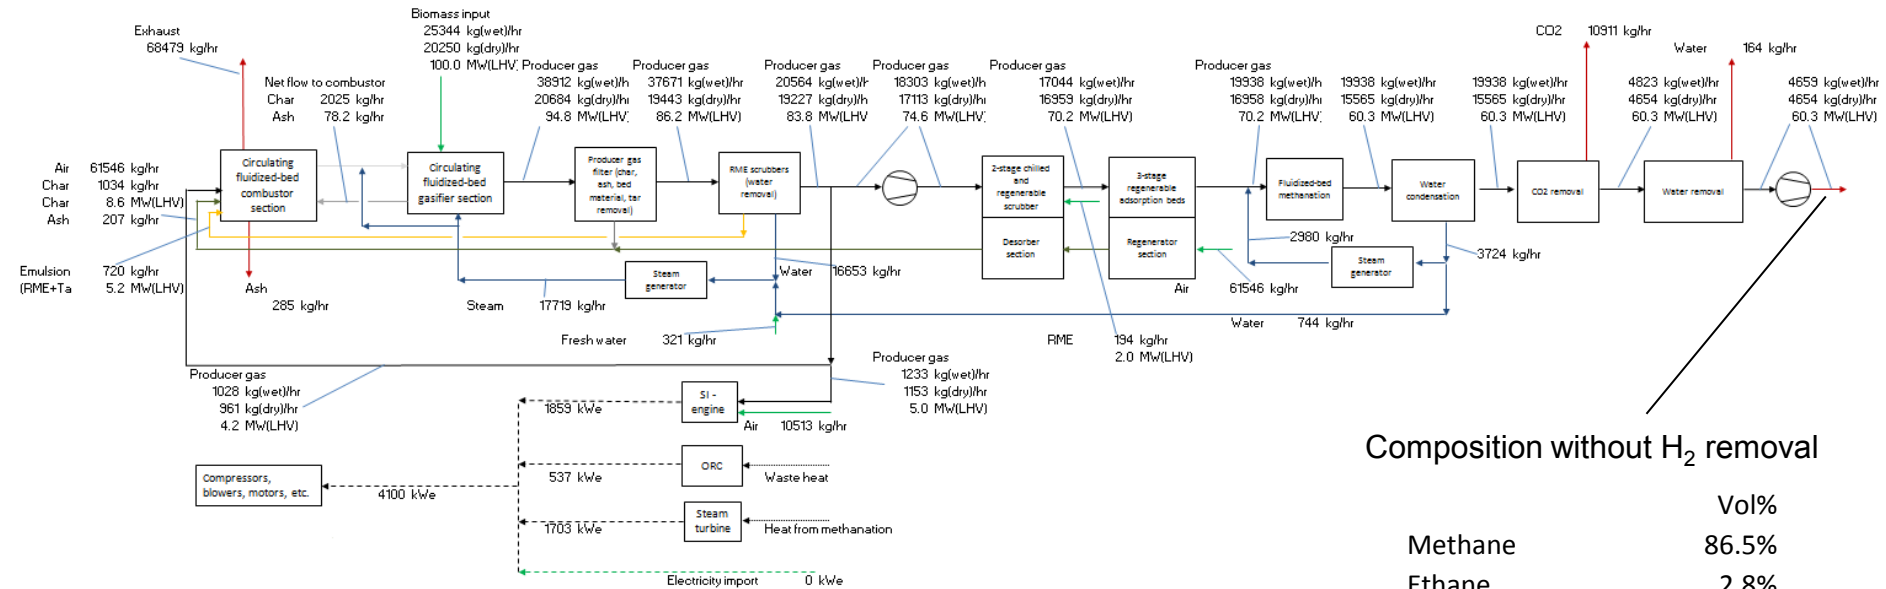 Biomass input
25344 kg(wet)/hr
20250 kg(dry)/hr
100.0 MW(LHV)
Exhaust
68479 kg/hr
Net flow to combustor
Char 2025 kg/hr
Ash 78.2 kg/hr
Producer gas
38912 kg(wet)/hr
20684 kg(dry)/hr
94.8 MW(LHV)
Producer gas
37671 kg(wet)/hr
19443 kg(dry)/hr
86.2 MW(LHV)
Producer gas
20564 kg(wet)/h
19227 kg(dry)/h
83.8 MW(LHV
Producer gas
18303 kg(wet)/hr
17113 kg(dry)/hr
74.6 MW(LHV)
Producer gas
17044 kg(wet)/hr
16959 kg(dry)/hr
70.2 MW(LHV)
Producer gas
19938 kg(wet)/hr
16958 kg(dry)/hr
70.2 MW(LHV)
19938 kg(wet)/hr
15565 kg(dry)/hr
60.3 MW(LHV)
19938 kg(wet)/hr
15565 kg(dry)/hr
60.3 MW(LHV)
CO2 10911 kg/hr
4823 kg(wet)/hr
4654 kg(dry)/hr
60.3 MW(LHV)
Water 164 kg/hr
4659 kg(wet)/hr
4654 kg(dry)/hr
60.3 MW(LHV)
Air 61546 kg/hr
Char 1034 kg/hr
Char 8.6 MW(LHV)
Ash 207 kg/hr
Emulsion 720 kg/hr
(RME+Ta 5.2 MW(LHV)
Circulating
fluidized-bed
combustor
section
Circulating
fluidized-bed
gasifier section
Producer gas
filter (char,
ash, bed
material, tar
removal)
RME scrubbers
(water
removal)
2-stage chilled
and
regenerable
scrubber
3-stage
regenerable
adsorption beds
Fluidized-bed
methanation
Water
condensation
CO2 removal
Water removal
Desorber
section
Regenerator
section
Steam
generator
Steam
generator
Ash
285 kg/hr
Steam 17719 kg/hr
Water 16653 kg/hr
Fresh water 321 kg/hr
2980 kg/hr
3724 kg/hr
Air 61546 kg/hr
Water 744 kg/hr
RME 194 kg/hr
2.0 MW(LHV)
Producer gas
1028 kg(wet)/hr
961 kg(dry)/hr
4.2 MW(LHV)
Producer gas
1233 kg(wet)/hr
1153 kg(dry)/hr
5.0 MW(LHV)
SI -
engine
1859 kWe
Air 10513 kg/hr
ORC
537 kWe
Waste heat
Compressors,
blowers, motors, etc.
4100 kWe
Steam
turbine
1703 kWe
Heat from methanation
Electricity import 0 kWe
Composition without H2 removal
Vol%
Methane 86.5%
Ethane 2.8%